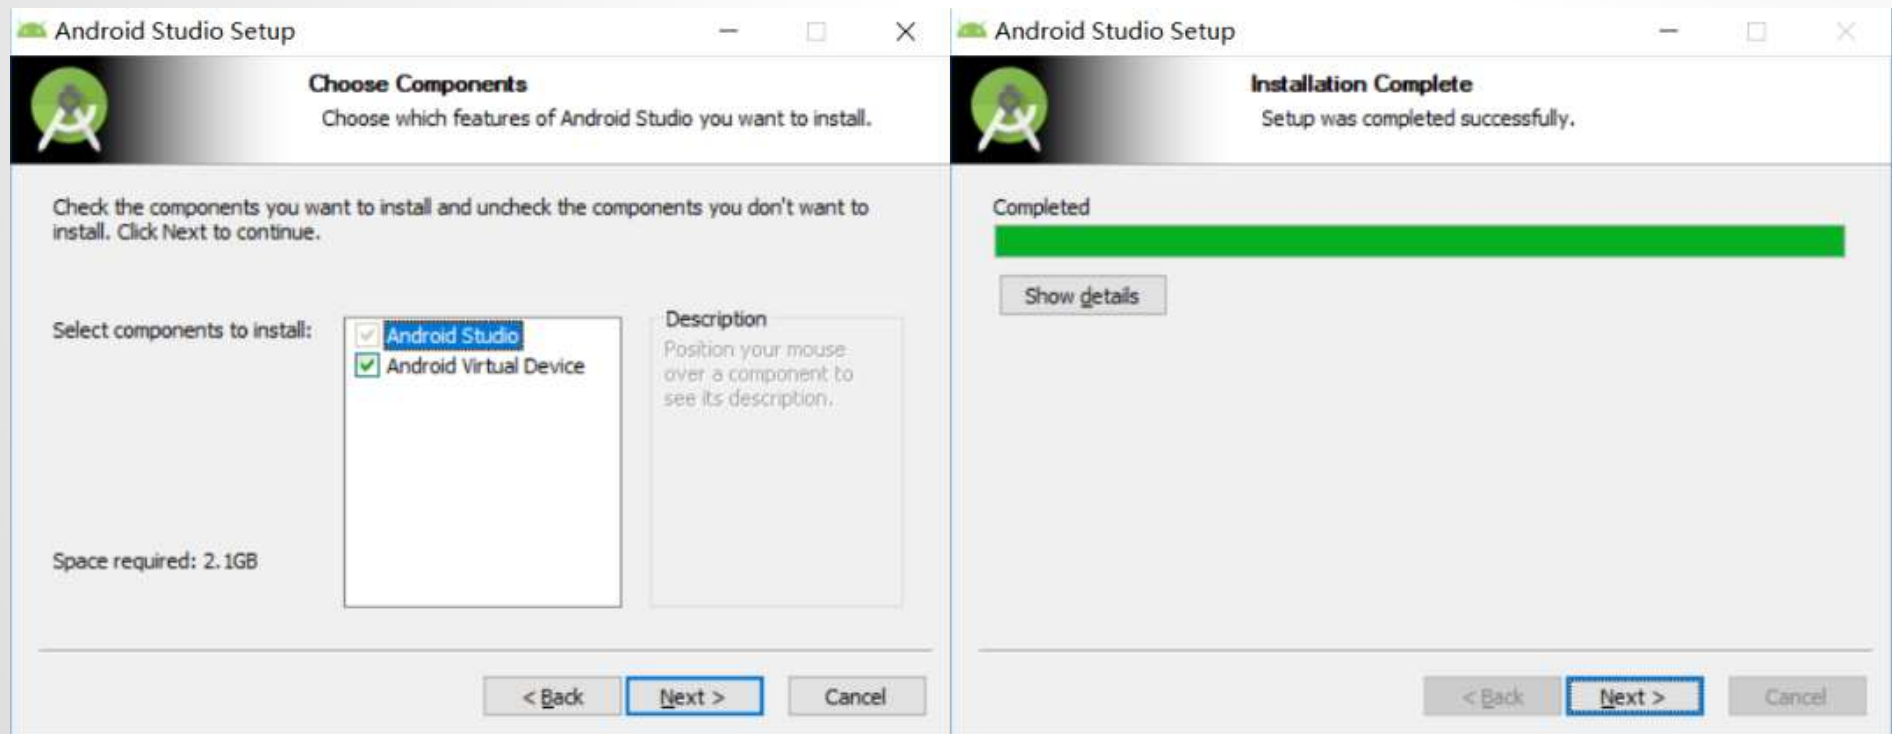 Android Studio Setup
Choose Components
Choose which features of Android Studio you want to install.
Check the components you want to install and uncheck the components you don't want to
install. Click Next to continue.
Select components to install:
Android Studio
Android Virtual Device
Description
Position your mouse
over a component to
see its description.
Space required: 2.1GB
< Back
Next >
Cancel
Android Studio Setup
Installation Complete
Setup was completed successfully.
Completed
Show details
< Back
Next >
Cancel